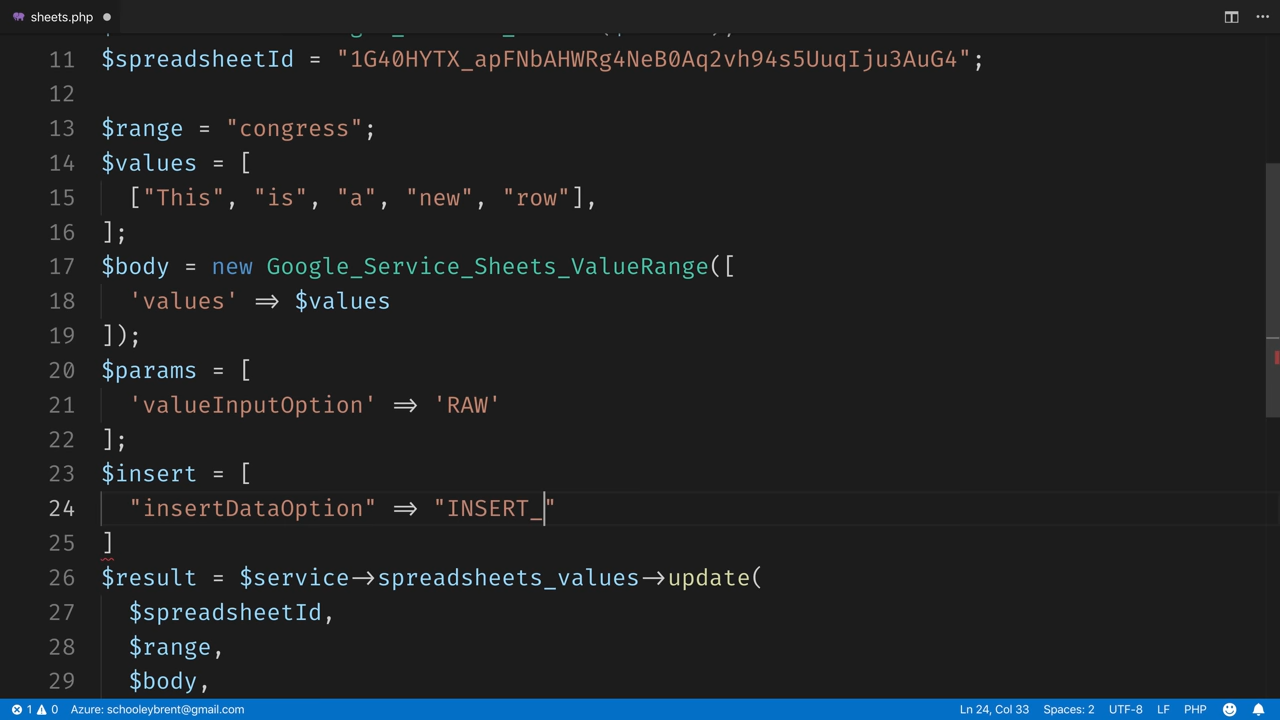 sheets.php
11 $spreadsheetId = "1G40HYTX_apFNbAHWRg4NeB0Aq2vh94s5UuqIju3AuG4";
12
13 $range = "congress";
14 $values = [
15 ["This", "is", "a", "new", "row"],
16 ];
17 $body = new Google_Service_Sheets_ValueRange([
18 'values' => $values
19 ]);
20 $params = [
21 'valueInputOption' => 'RAW'
22 ];
23 $insert = [
24 "insertDataOption" => "INSERT_"
25 ]
26 $result = $service->spreadsheets_values->update(
27 $spreadsheetId,
28 $range,
29 $body,
1 0 Azure: schooleybrent@gmail.com Ln 24, Col 33 Spaces: 2 UTF-8 LF PHP